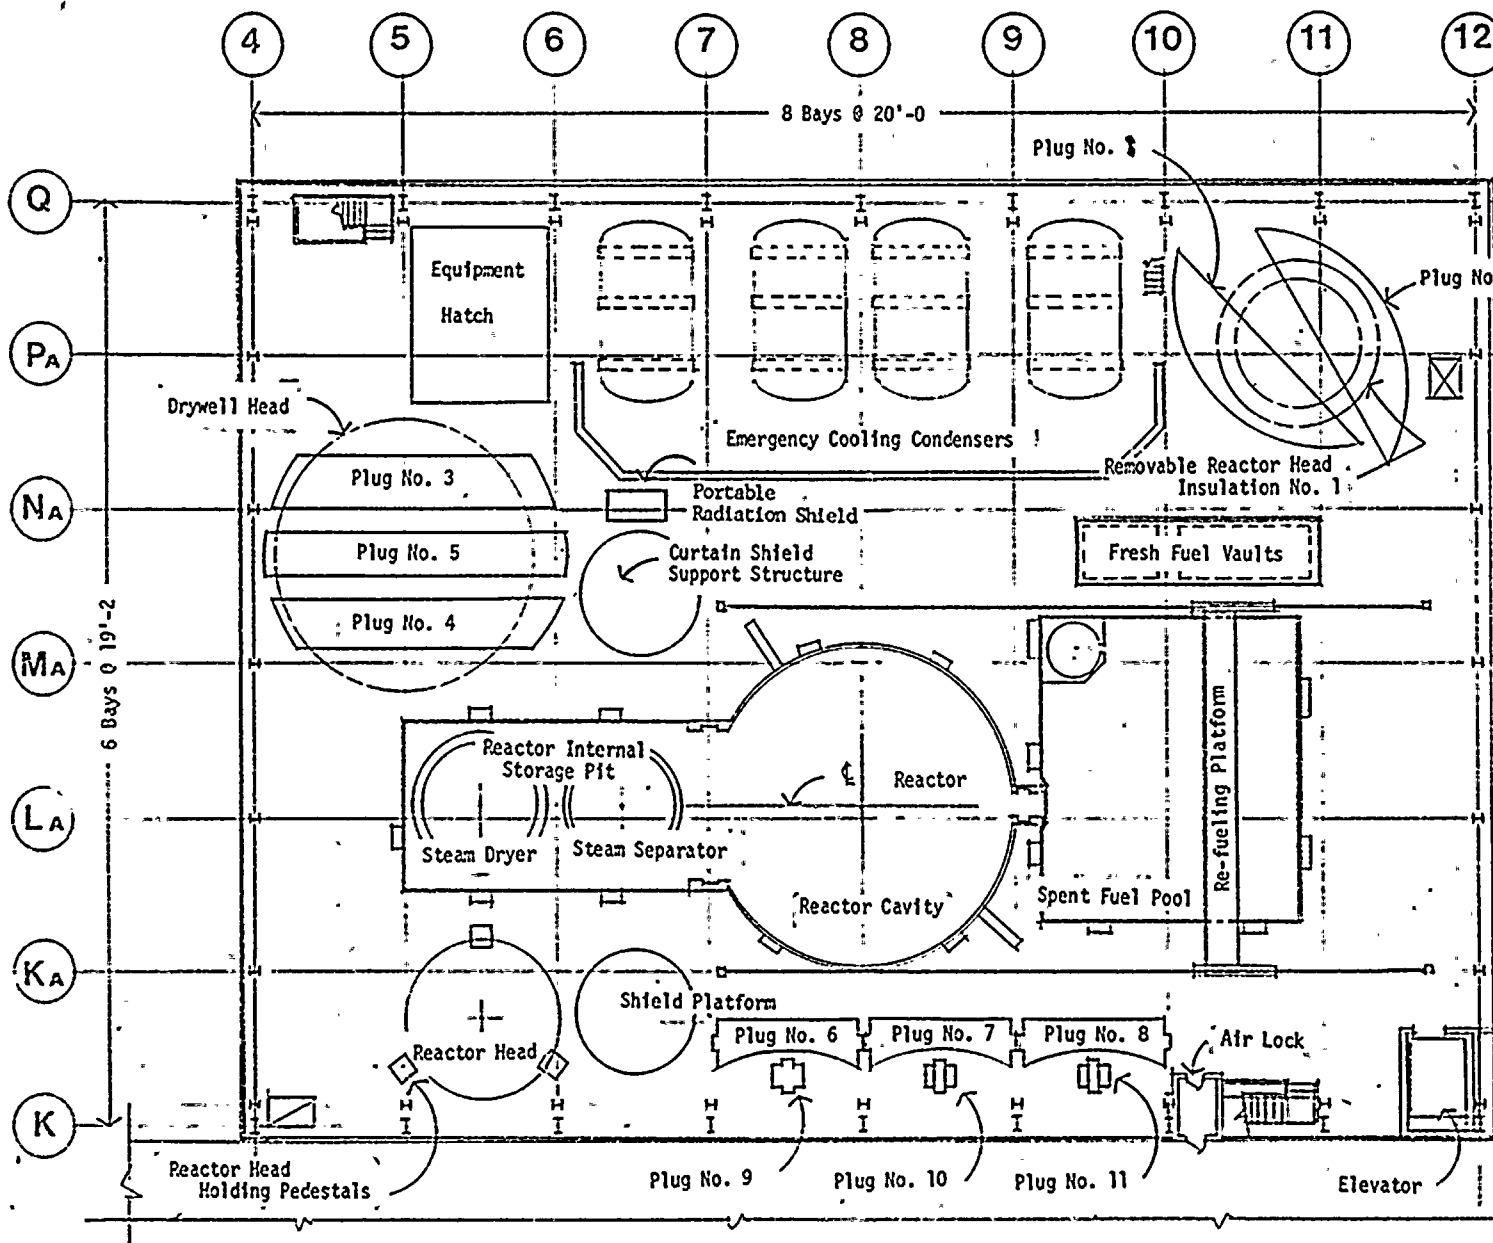 4 5 6 7 8 9 10 11 12
8 Bays @ 20'-0
Plug No.
Q
Equipment
Hatch
Plug No
PA
Drywell Head
Emergency Cooling Condensers
Plug No. 3
Removable Reactor Head
Insulation No. 1
NA
Portable
Radiation Shield
Plug No. 5
Curtain Shield
Support Structure
Fresh Fuel Vaults
Plug No. 4
MA
6 Bays @ 19'-2
Re-fueling Platform
Reactor Internal
Storage Pit
℄ Reactor
LA
Steam Dryer
Steam Separator
Reactor Cavity
Spent Fuel Pool
KA
Shield Platform
Reactor Head
Plug No. 6
Plug No. 7
Plug No. 8
Air Lock
K
Reactor Head
Holding Pedestals
Plug No. 9
Plug No. 10
Plug No. 11
Elevator